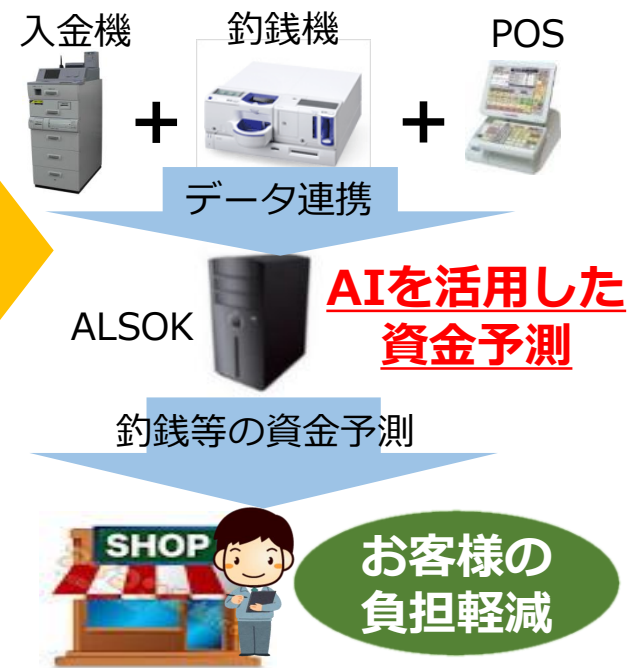 入金機
釣銭機
POS
+
+
データ連携
ALSOK
AIを活用した
資金予測
釣銭等の資金予測
SHOP
お客様の
負担軽減